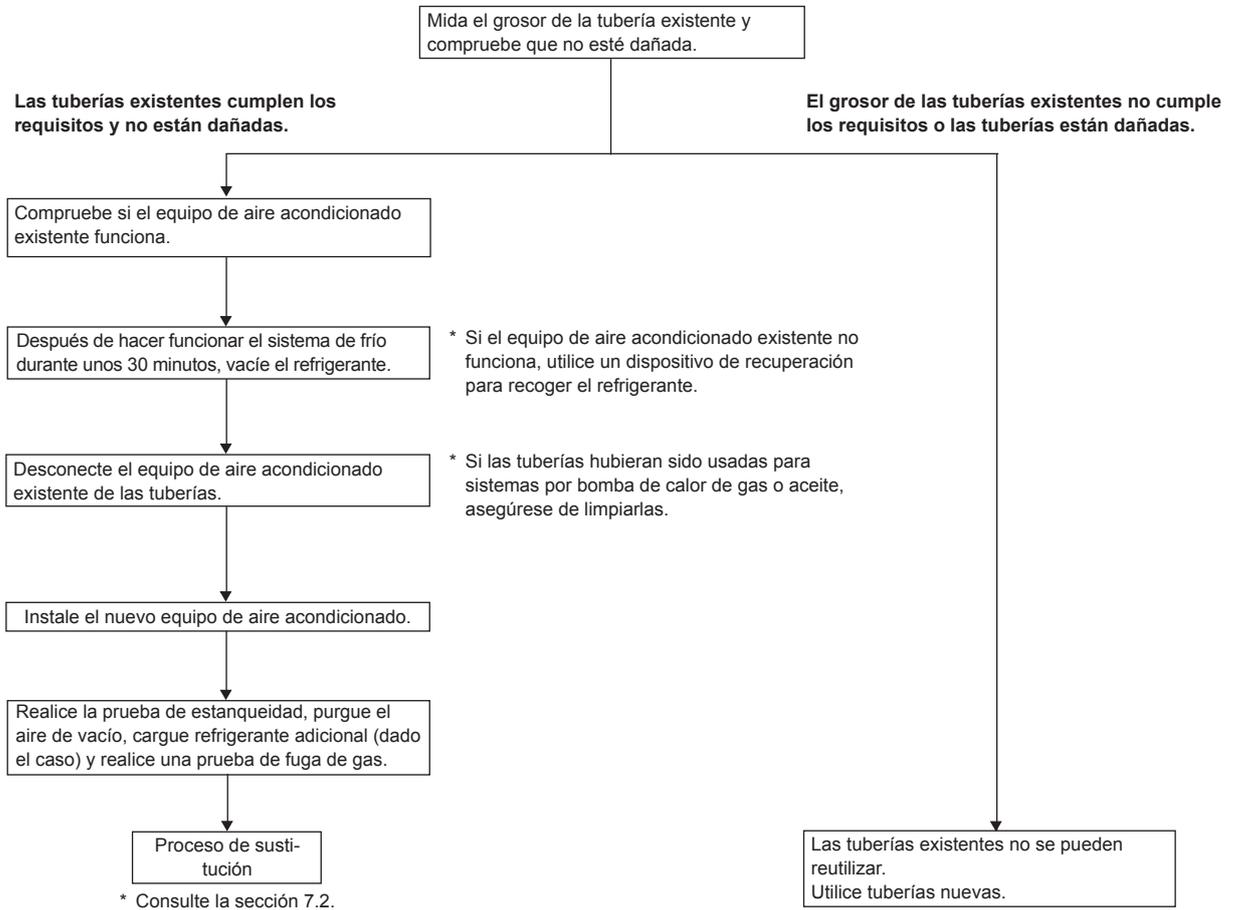 Mida el grosor de la tubería existente y
compruebe que no esté dañada.
Las tuberías existentes cumplen los
requisitos y no están dañadas.
El grosor de las tuberías existentes no cumple
los requisitos o las tuberías están dañadas.
Compruebe si el equipo de aire acondicionado
existente funciona.
Después de hacer funcionar el sistema de frío
durante unos 30 minutos, vacíe el refrigerante.
* Si el equipo de aire acondicionado existente no
funciona, utilice un dispositivo de recuperación
para recoger el refrigerante.
Desconecte el equipo de aire acondicionado
existente de las tuberías.
* Si las tuberías hubieran sido usadas para
sistemas por bomba de calor de gas o aceite,
asegúrese de limpiarlas.
Instale el nuevo equipo de aire acondicionado.
Realice la prueba de estanqueidad, purgue el
aire de vacío, cargue refrigerante adicional (dado
el caso) y realice una prueba de fuga de gas.
Proceso de susti-
tución
* Consulte la sección 7.2.
Las tuberías existentes no se pueden
reutilizar.
Utilice tuberías nuevas.